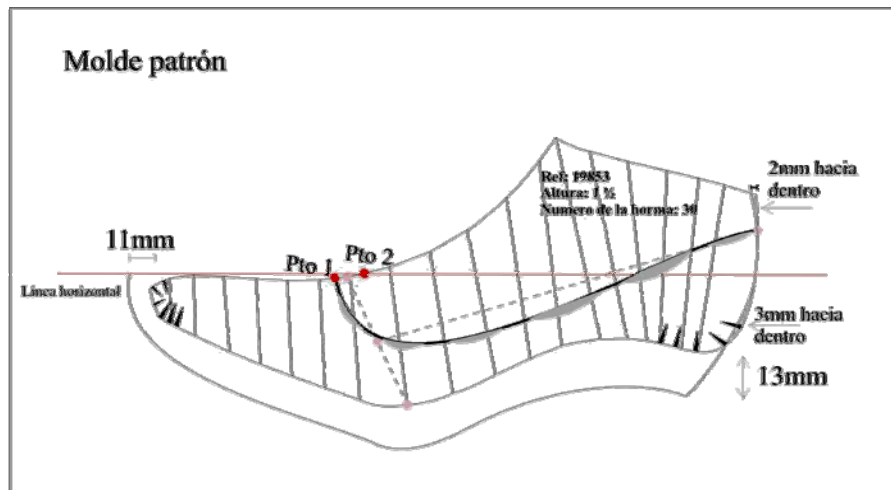 Molde patrón
Ref: 19853
Altura: 1 ½
Numero de la horma: 30
2mm hacia
dentro
11mm
Pto 1
Pto 2
Línea horizontal
3mm hacia
dentro
13mm